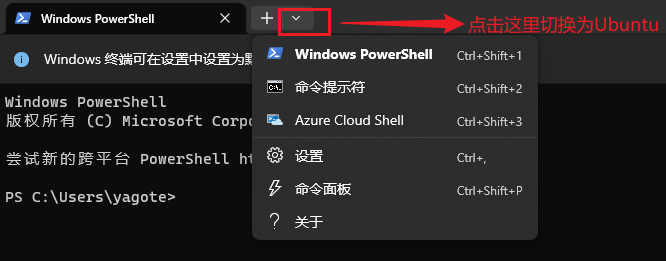 Windows PowerShell
点击这里切换为Ubuntu
Windows 终端可在设置中设置为
Windows PowerShell Ctrl+Shift+1
命令提示符 Ctrl+Shift+2
Azure Cloud Shell Ctrl+Shift+3
设置 Ctrl+,
命令面板 Ctrl+Shift+P
关于
Windows PowerShell
版权所有 (C) Microsoft Corpo
尝试新的跨平台 PowerShell ht
PS C:\Users\yagote>